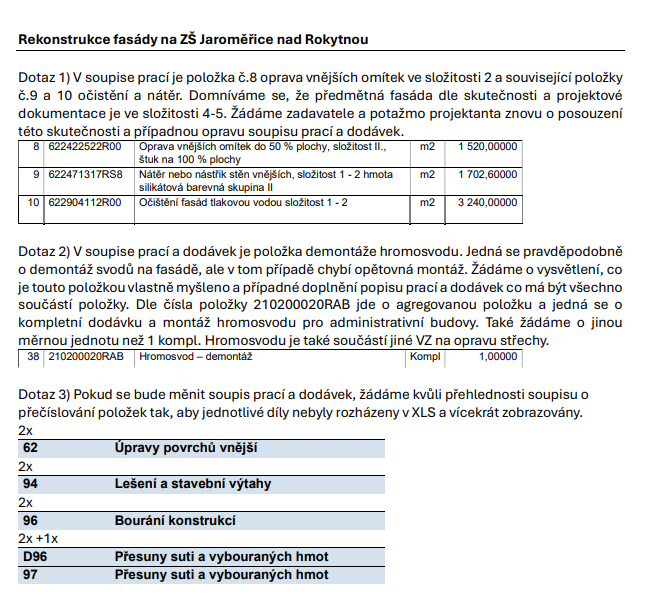 Rekonstrukce fasády na ZŠ Jaroměřice nad Rokytnou
Dotaz 1) V soupise prací je položka č.8 oprava vnějších omítek ve složitosti 2 a související položky
č.9 a 10 očistění a nátěr. Domníváme se, že předmětná fasáda dle skutečnosti a projektové
dokumentace je ve složitosti 4-5. Žádáme zadavatele a potažmo projektanta znovu o posouzení
této skutečnosti a případnou opravu soupisu prací a dodávek.
8 622422522R00 Oprava vnějších omítek do 50 % plochy, složitost II., m2 1 520,00000
štuk na 100 % plochy
9 622471317RS8 Nátěr nebo nástřik stěn vnějších, složitost 1 - 2 hmota m2 1 702,60000
silikátová barevná skupina II
10 622904112R00 Očištění fasád tlakovou vodou složitost 1 - 2 m2 3 240,00000
Dotaz 2) V soupise prací a dodávek je položka demontáže hromosvodu. Jedná se pravděpodobně
o demontáž svodů na fasádě, ale v tom případě chybí opětovná montáž. Žádáme o vysvětlení, co
je touto položkou vlastně myšleno a případné doplnění popisu prací a dodávek co má být všechno
součástí položky. Dle čísla položky 210200020RAB jde o agregovanou položku a jedná se o
kompletní dodávku a montáž hromosvodu pro administrativní budovy. Také žádáme o jinou
měrnou jednotu než 1 kompl. Hromosvodu je také součástí jiné VZ na opravu střechy.
38 210200020RAB Hromosvod – demontáž Kompl 1,00000
Dotaz 3) Pokud se bude měnit soupis prací a dodávek, žádáme kvůli přehlednosti soupisu o
přečíslování položek tak, aby jednotlivé díly nebyly rozházeny v XLS a vícekrát zobrazovány.
2x
62 Úpravy povrchů vnější
2x
94 Lešení a stavební výtahy
2x
96 Bourání konstrukcí
2x +1x
D96 Přesuny suti a vybouraných hmot
97 Přesuny suti a vybouraných hmot